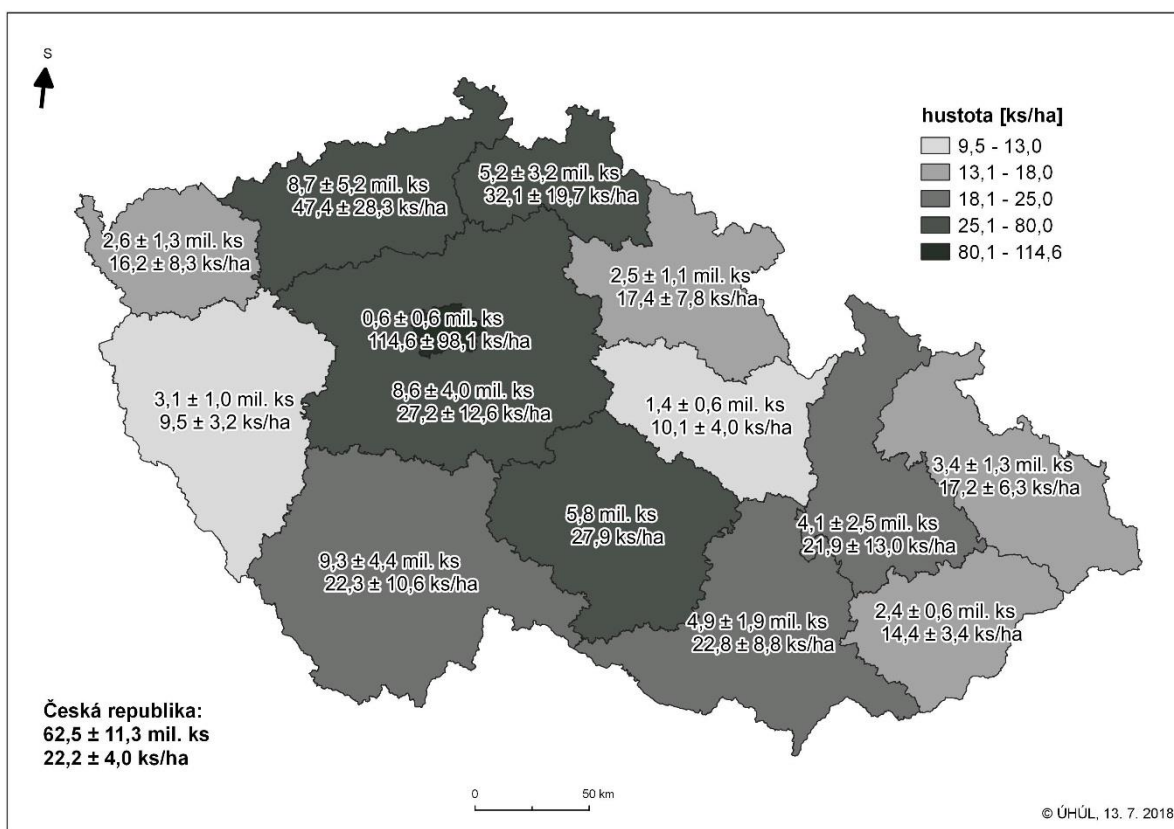 S
hustota [ks/ha]
9,5 - 13,0
13,1 - 18,0
18,1 - 25,0
25,1 - 80,0
80,1 - 114,6
8,7 ± 5,2 mil. ks
47,4 ± 28,3 ks/ha
5,2 ± 3,2 mil. ks
32,1 ± 19,7 ks/ha
2,6 ± 1,3 mil. ks
16,2 ± 8,3 ks/ha
2,5 ± 1,1 mil. ks
17,4 ± 7,8 ks/ha
0,6 ± 0,6 mil. ks
114,6 ± 98,1 ks/ha
8,6 ± 4,0 mil. ks
27,2 ± 12,6 ks/ha
3,1 ± 1,0 mil. ks
9,5 ± 3,2 ks/ha
1,4 ± 0,6 mil. ks
10,1 ± 4,0 ks/ha
3,4 ± 1,3 mil. ks
17,2 ± 6,3 ks/ha
5,8 mil. ks
27,9 ks/ha
4,1 ± 2,5 mil. ks
21,9 ± 13,0 ks/ha
9,3 ± 4,4 mil. ks
22,3 ± 10,6 ks/ha
4,9 ± 1,9 mil. ks
22,8 ± 8,8 ks/ha
2,4 ± 0,6 mil. ks
14,4 ± 3,4 ks/ha
Česká republika:
62,5 ± 11,3 mil. ks
22,2 ± 4,0 ks/ha
0 50 km
© ÚHÚL, 13. 7. 2018